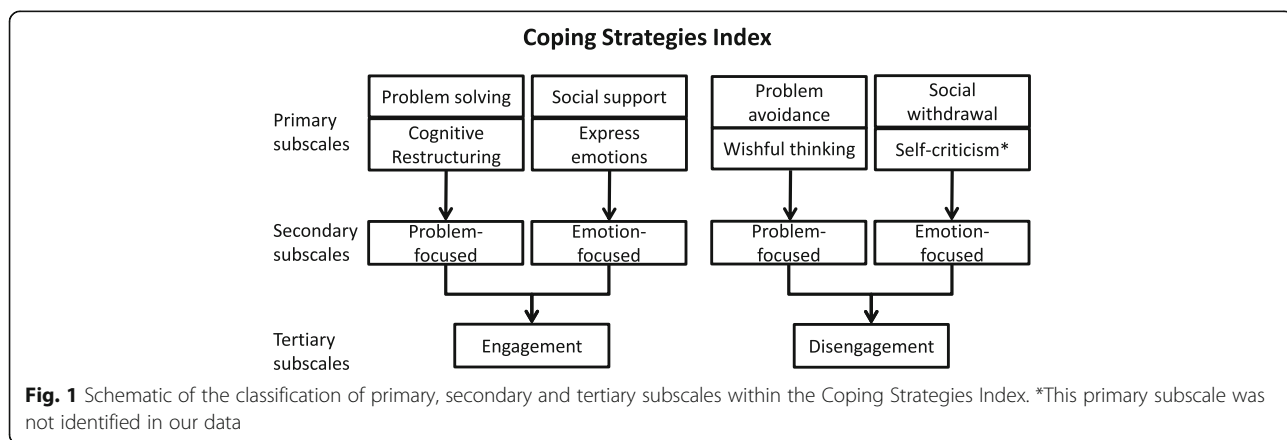 Coping Strategies Index
Primary
subscales
Problem solving
Cognitive
Restructuring
Social support
Express
emotions
Problem
avoidance
Wishful thinking
Social
withdrawal
Self-criticism*
Secondary
subscales
Problem-
focused
Emotion-
focused
Problem-
focused
Emotion-
focused
Tertiary
subscales
Engagement
Disengagement
Fig. 1 Schematic of the classification of primary, secondary and tertiary subscales within the Coping Strategies Index. *This primary subscale was
not identified in our data